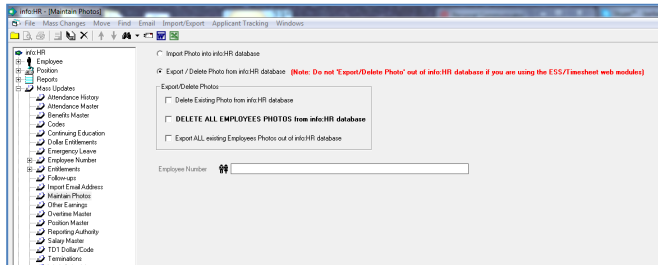 info:HR - [Maintain Photos]
File Mass Changes Move Find Email Import/Export Applicant Tracking Windows
info:HR
Employee
Position
Reports
Mass Updates
Attendance History
Attendance Master
Benefits Master
Codes
Continuing Education
Dollar Entitlements
Emergency Leave
Employee Number
Entitlements
Follow-ups
Import Email Address
Maintain Photos
Other Earnings
Overtime Master
Position Master
Reporting Authority
Salary Master
TD1 Dollar/Code
Terminations
Import Photo into info:HR database
Export / Delete Photo from info:HR database (Note: Do not 'Export/Delete Photo' out of info:HR database if you are using the ESS/Timesheet web modules)
Export/Delete Photos
Delete Existing Photo from info:HR database
DELETE ALL EMPLOYEES PHOTOS from info:HR database
Export ALL existing Employees Photos out of info:HR database
Employee Number